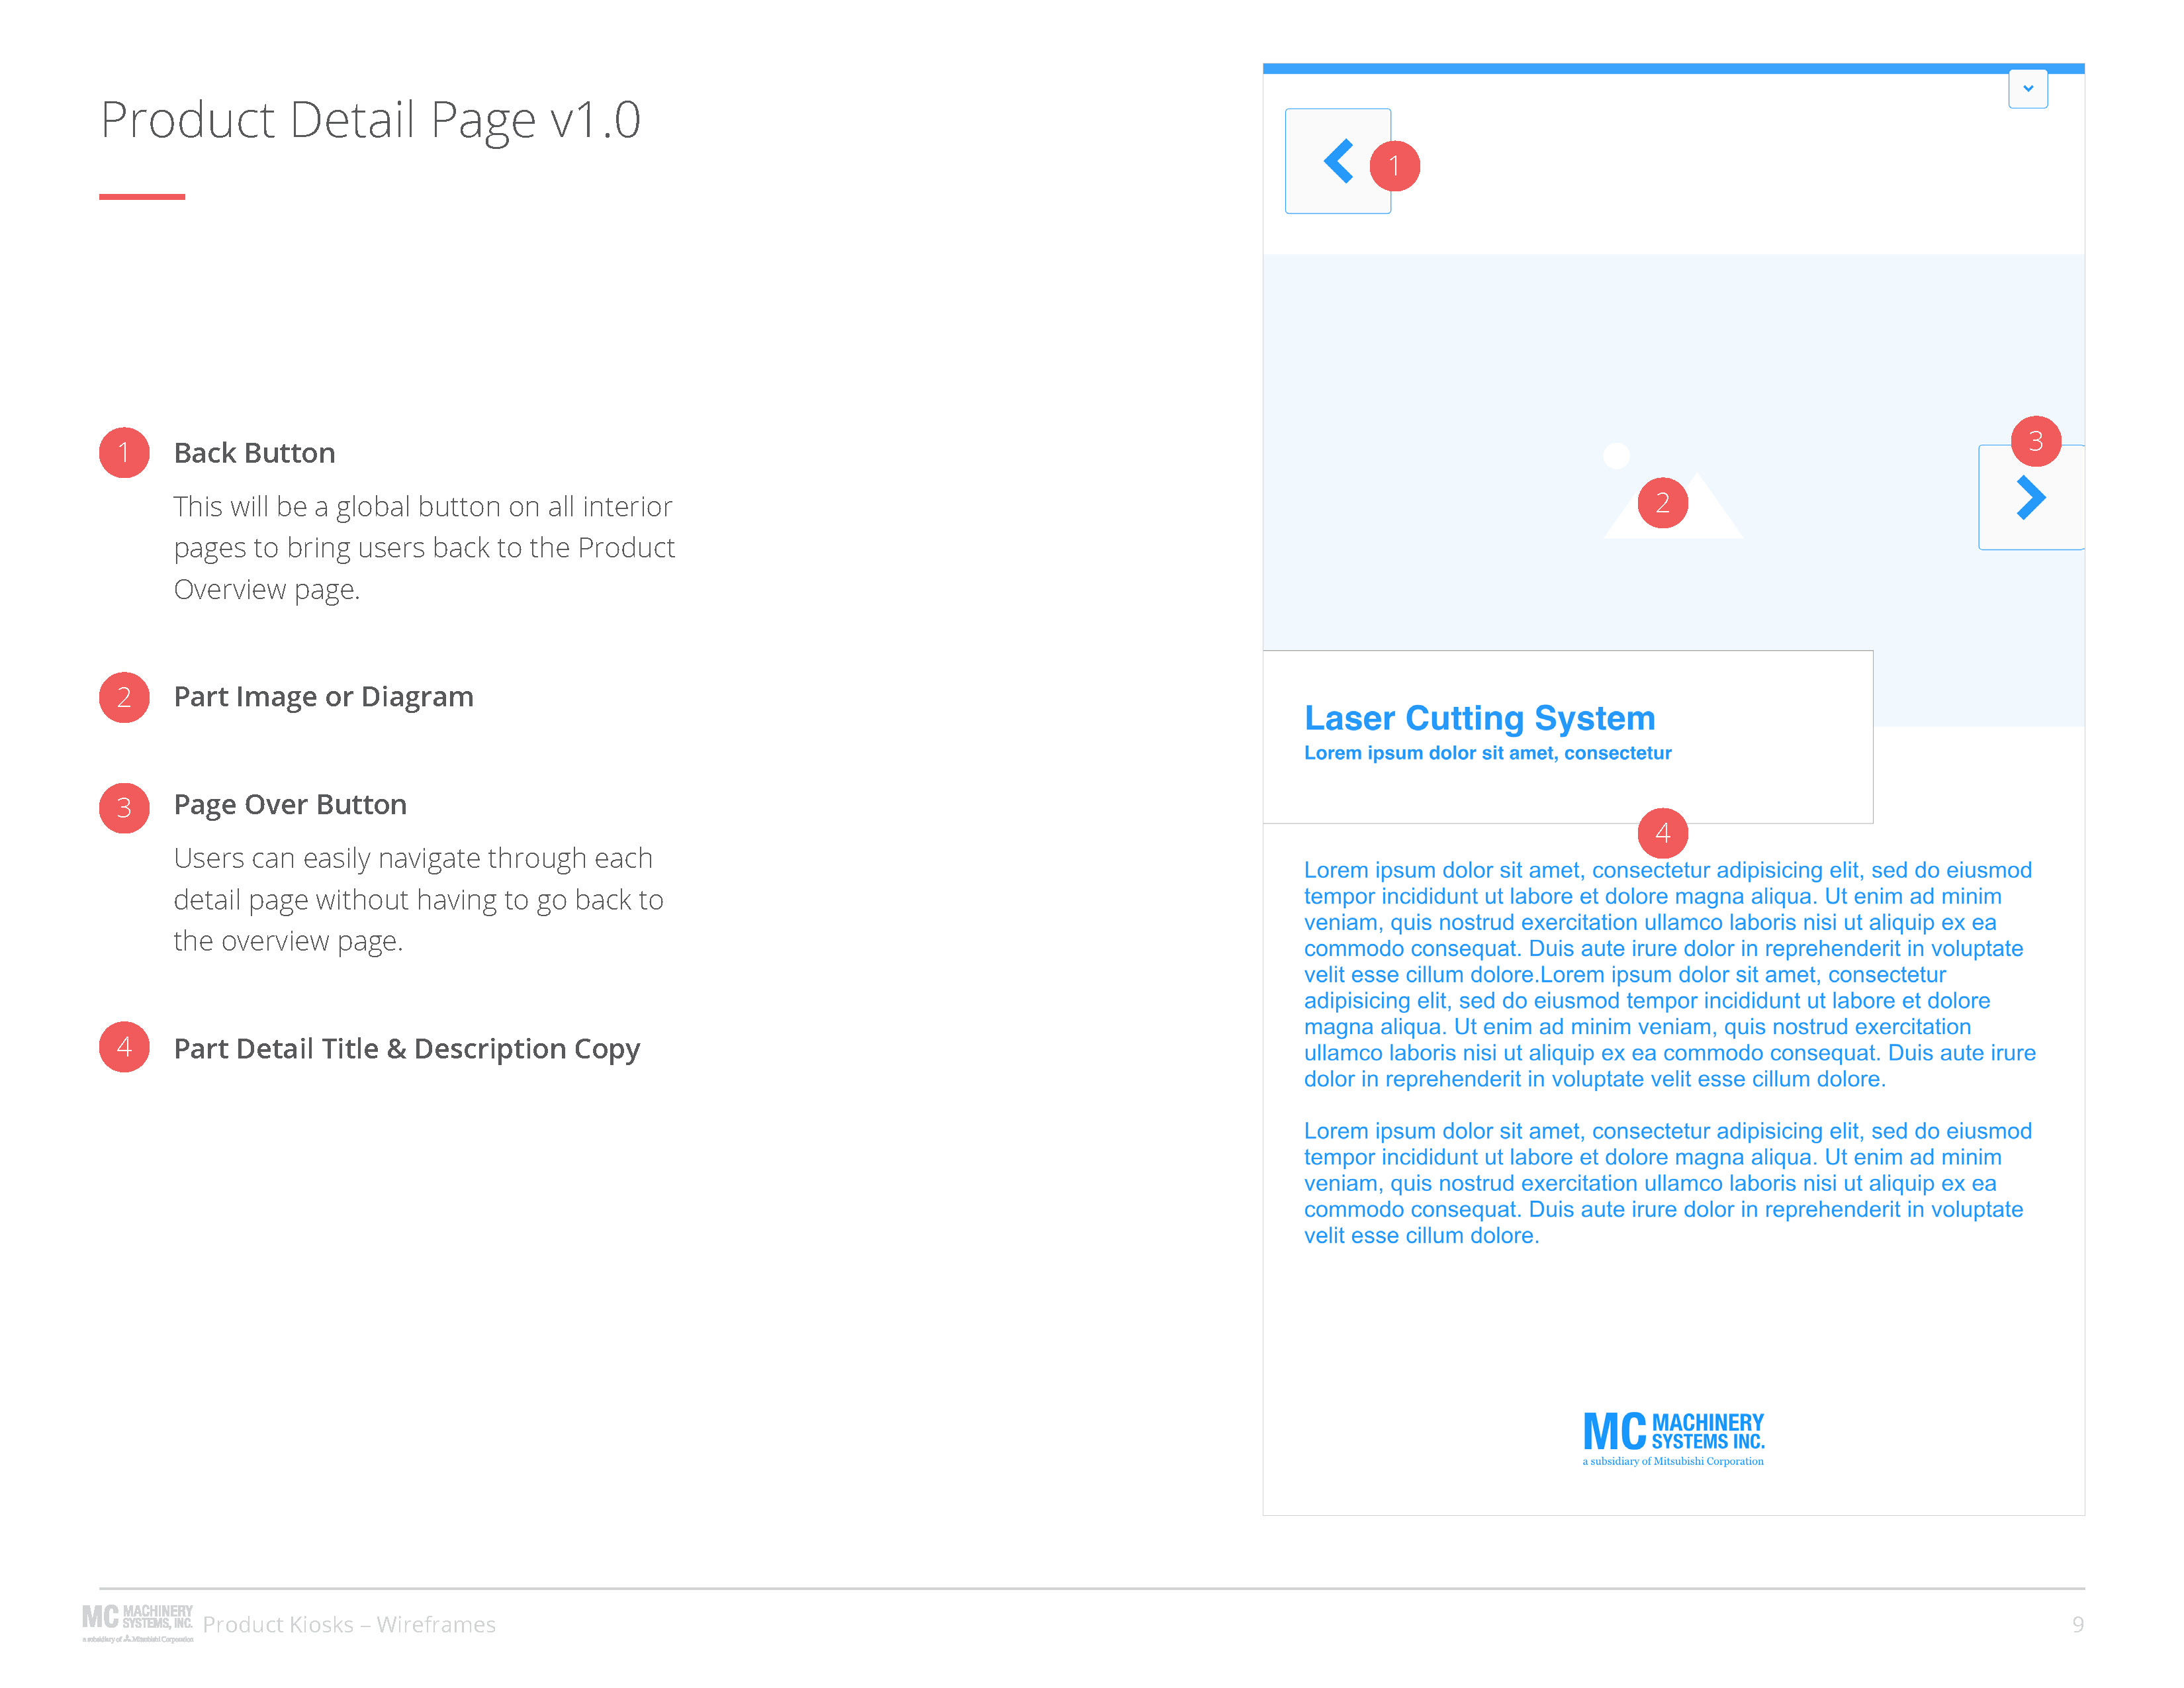 Product Detail Page v1.0
1
Back Button
This will be a global button on all interior
pages to bring users back to the Product
Overview page.
2
Part Image or Diagram
3
Page Over Button
Users can easily navigate through each
detail page without having to go back to
the overview page.
4
Part Detail Title & Description Copy
1
2
3
Laser Cutting System
Lorem ipsum dolor sit amet, consectetur
4
Lorem ipsum dolor sit amet, consectetur adipisicing elit, sed do eiusmod
tempor incididunt ut labore et dolore magna aliqua. Ut enim ad minim
veniam, quis nostrud exercitation ullamco laboris nisi ut aliquip ex ea
commodo consequat. Duis aute irure dolor in reprehenderit in voluptate
velit esse cillum dolore.Lorem ipsum dolor sit amet, consectetur
adipisicing elit, sed do eiusmod tempor incididunt ut labore et dolore
magna aliqua. Ut enim ad minim veniam, quis nostrud exercitation
ullamco laboris nisi ut aliquip ex ea commodo consequat. Duis aute irure
dolor in reprehenderit in voluptate velit esse cillum dolore.
Lorem ipsum dolor sit amet, consectetur adipisicing elit, sed do eiusmod
tempor incididunt ut labore et dolore magna aliqua. Ut enim ad minim
veniam, quis nostrud exercitation ullamco laboris nisi ut aliquip ex ea
commodo consequat. Duis aute irure dolor in reprehenderit in voluptate
velit esse cillum dolore.
MC MACHINERY
SYSTEMS INC.
a subsidiary of Mitsubishi Corporation
MC MACHINERY
SYSTEMS, INC.
a subsidiary of Mitsubishi Corporation
Product Kiosks – Wireframes
9